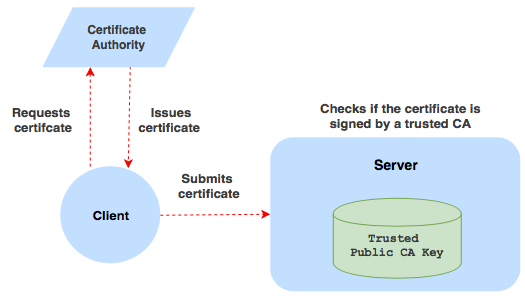 Certificate
Authority
Requests
certifcate
Issues
certificate
Checks if the certificate is
signed by a trusted CA
Server
Submits
certificate
Client
Trusted
Public CA Key